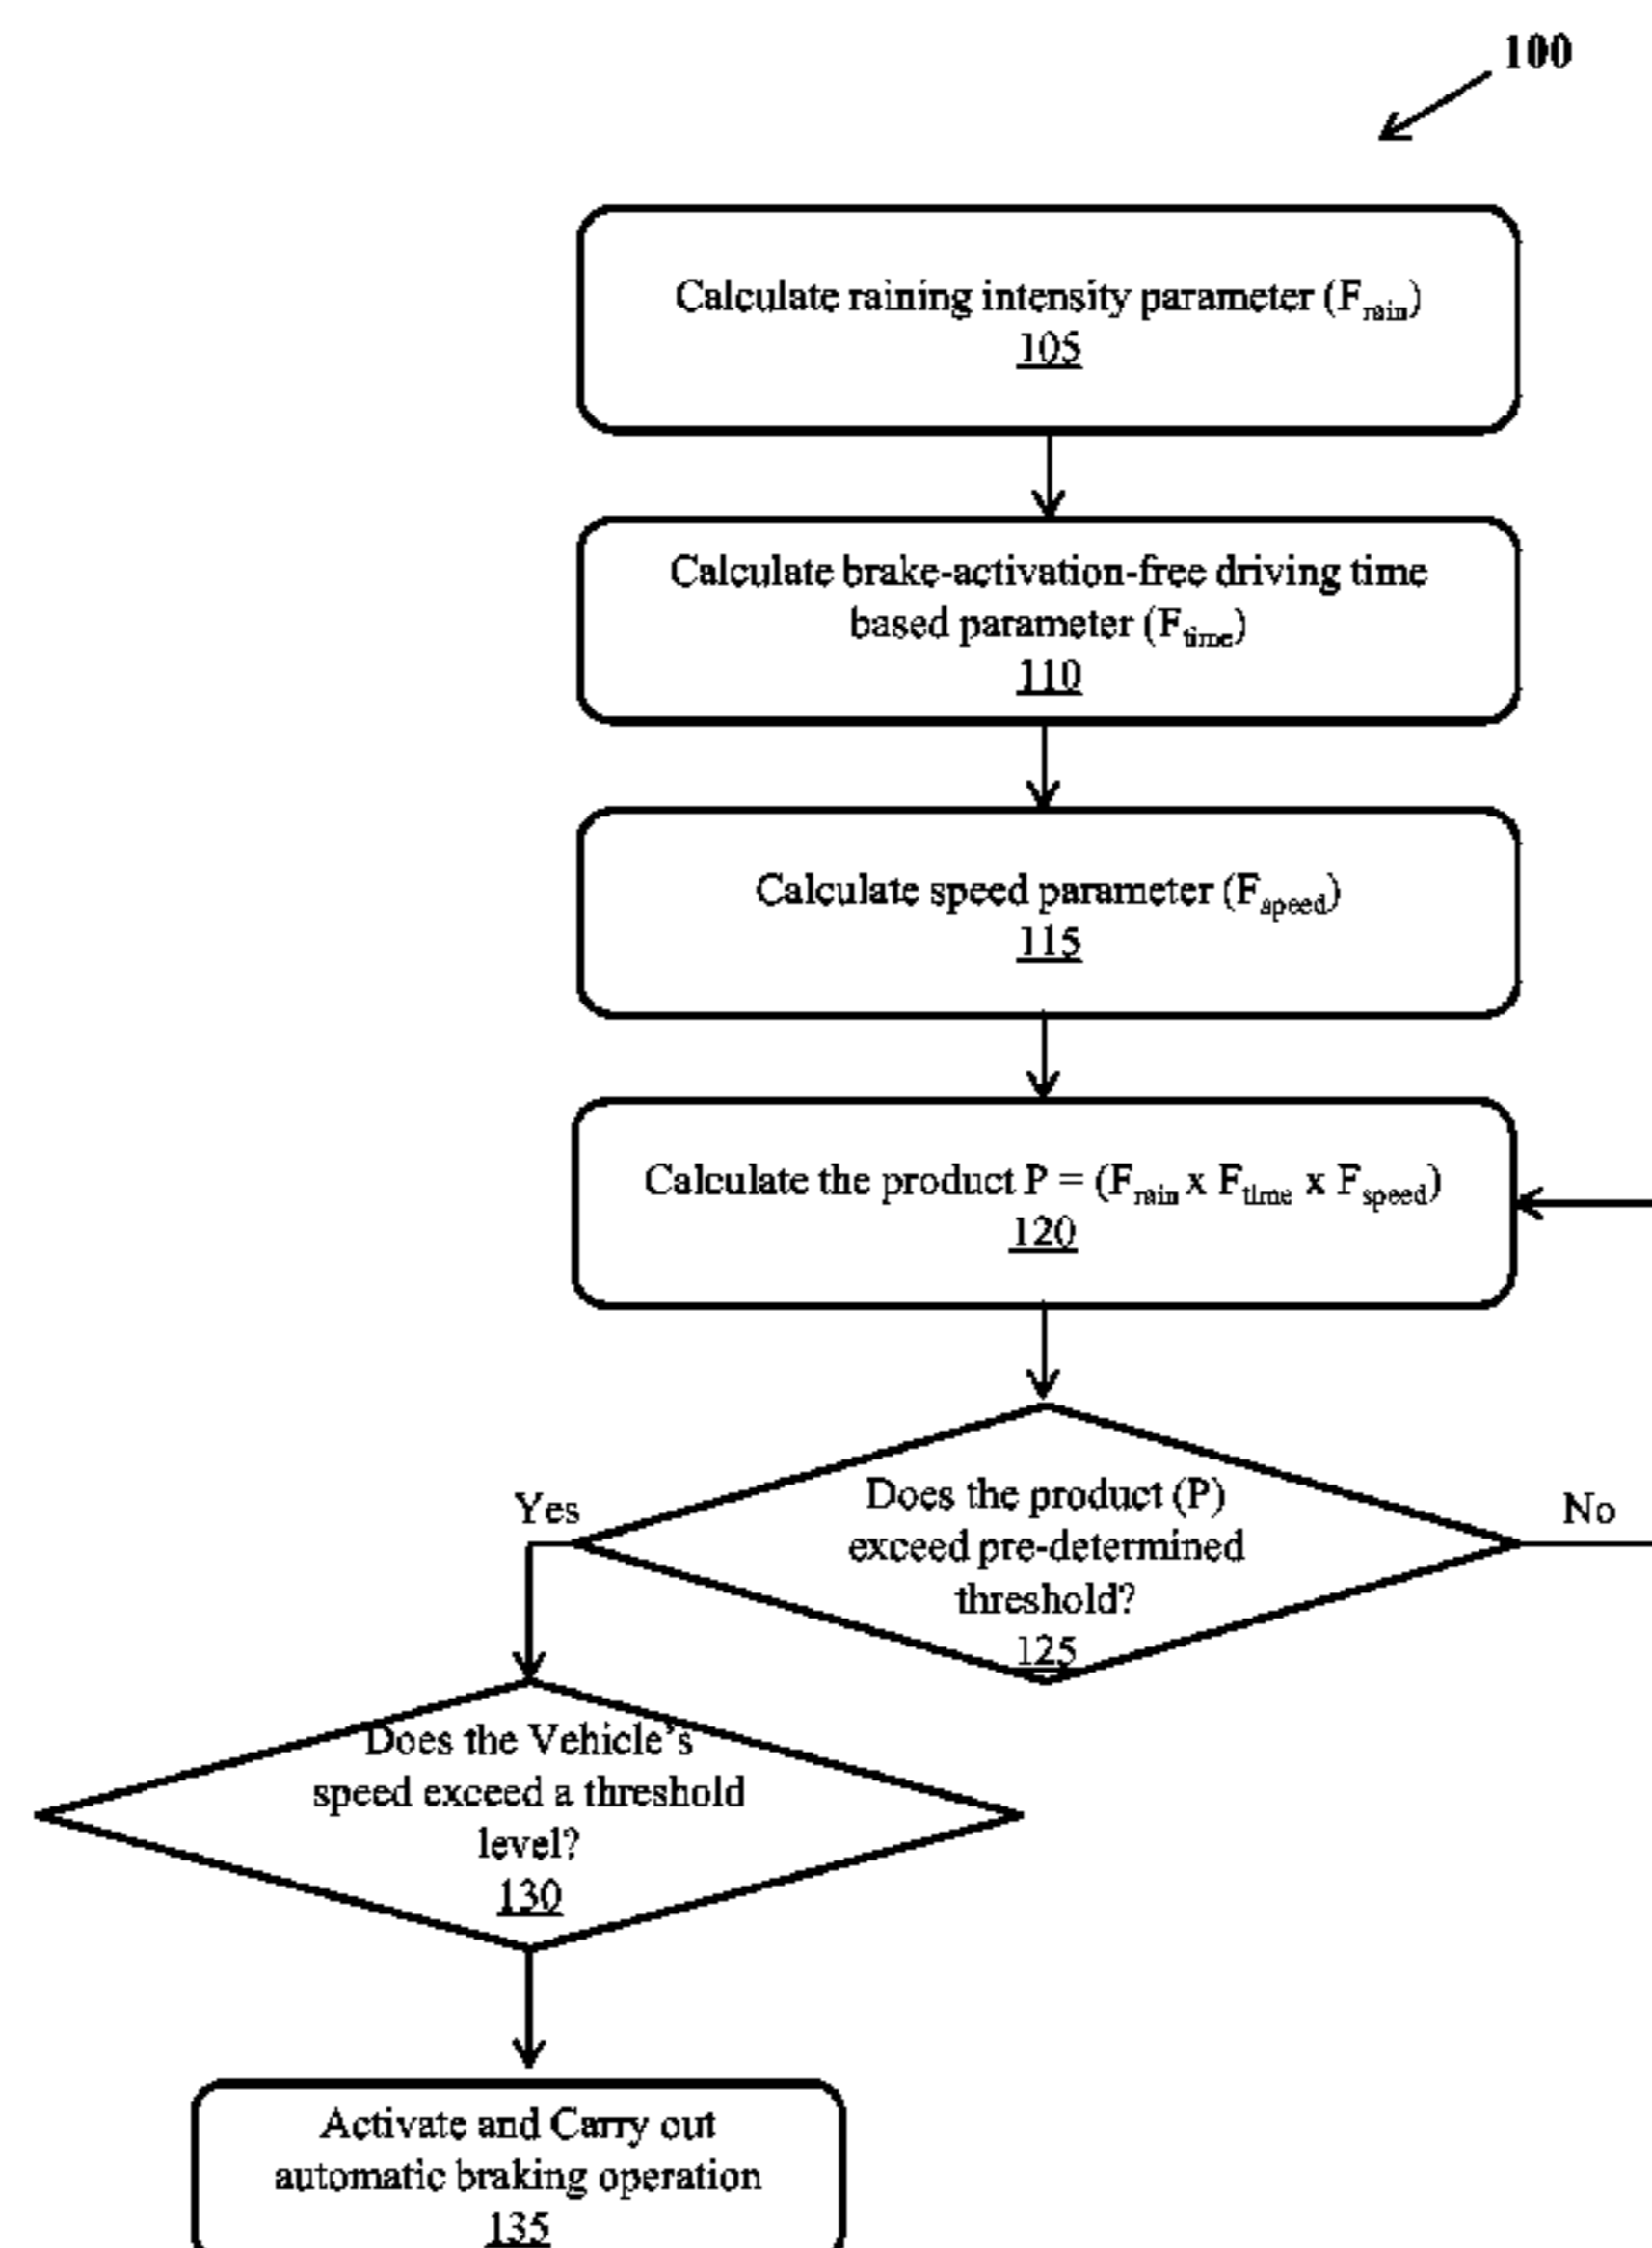 100
Calculate raining intensity parameter (Frain)
105
Calculate brake-activation-free driving time
based parameter (Ftime)
110
Calculate speed parameter (Fspeed)
115
Calculate the product P = (Frain x Ftime x Fspeed)
120
Does the product (P)
exceed pre-determined
threshold?
125
Yes
No
Does the Vehicle's
speed exceed a threshold
level?
130
Activate and Carry out
automatic braking operation
135